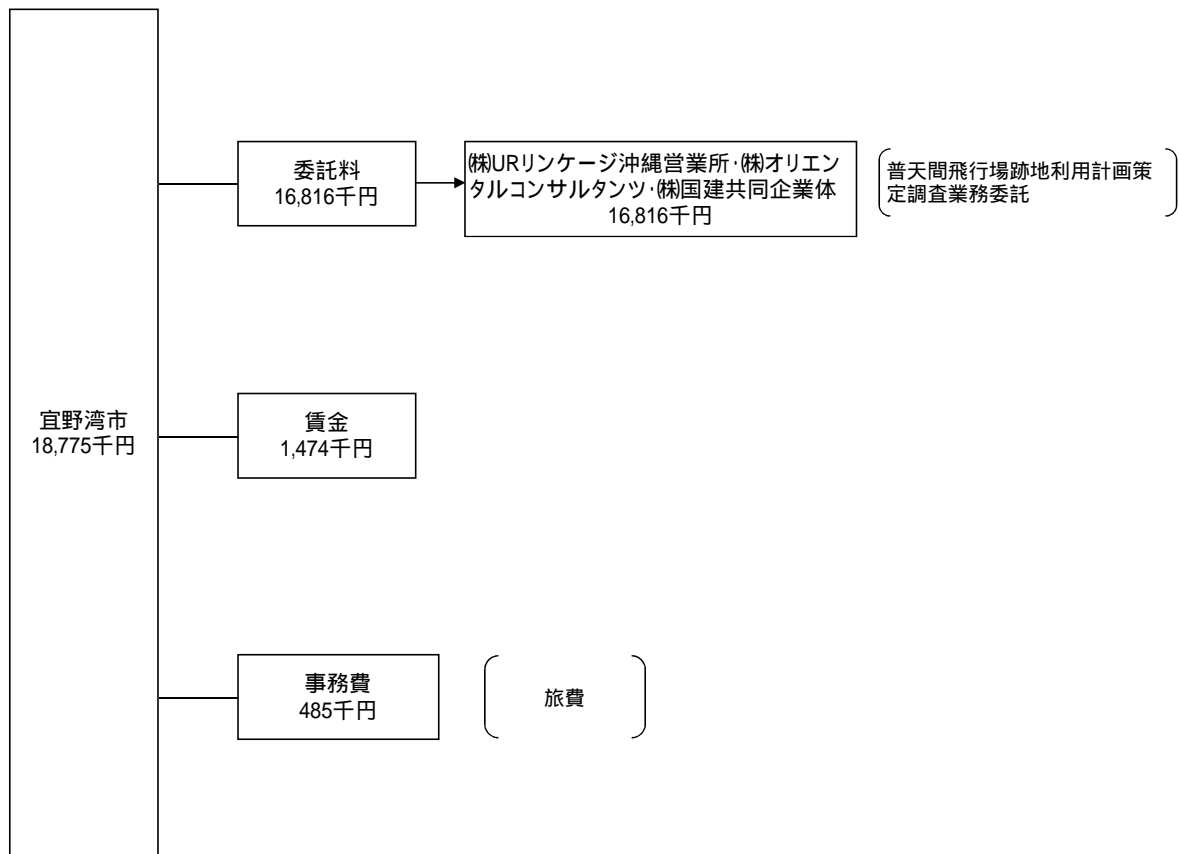 委託料
16,816千円
㈱URリンケージ沖縄営業所・㈱オリエン
タルコンサルタンツ・㈱国建共同企業体
16,816千円
普天間飛行場跡地利用計画策
定調査業務委託
宜野湾市
18,775千円
賃金
1,474千円
事務費
485千円
旅費